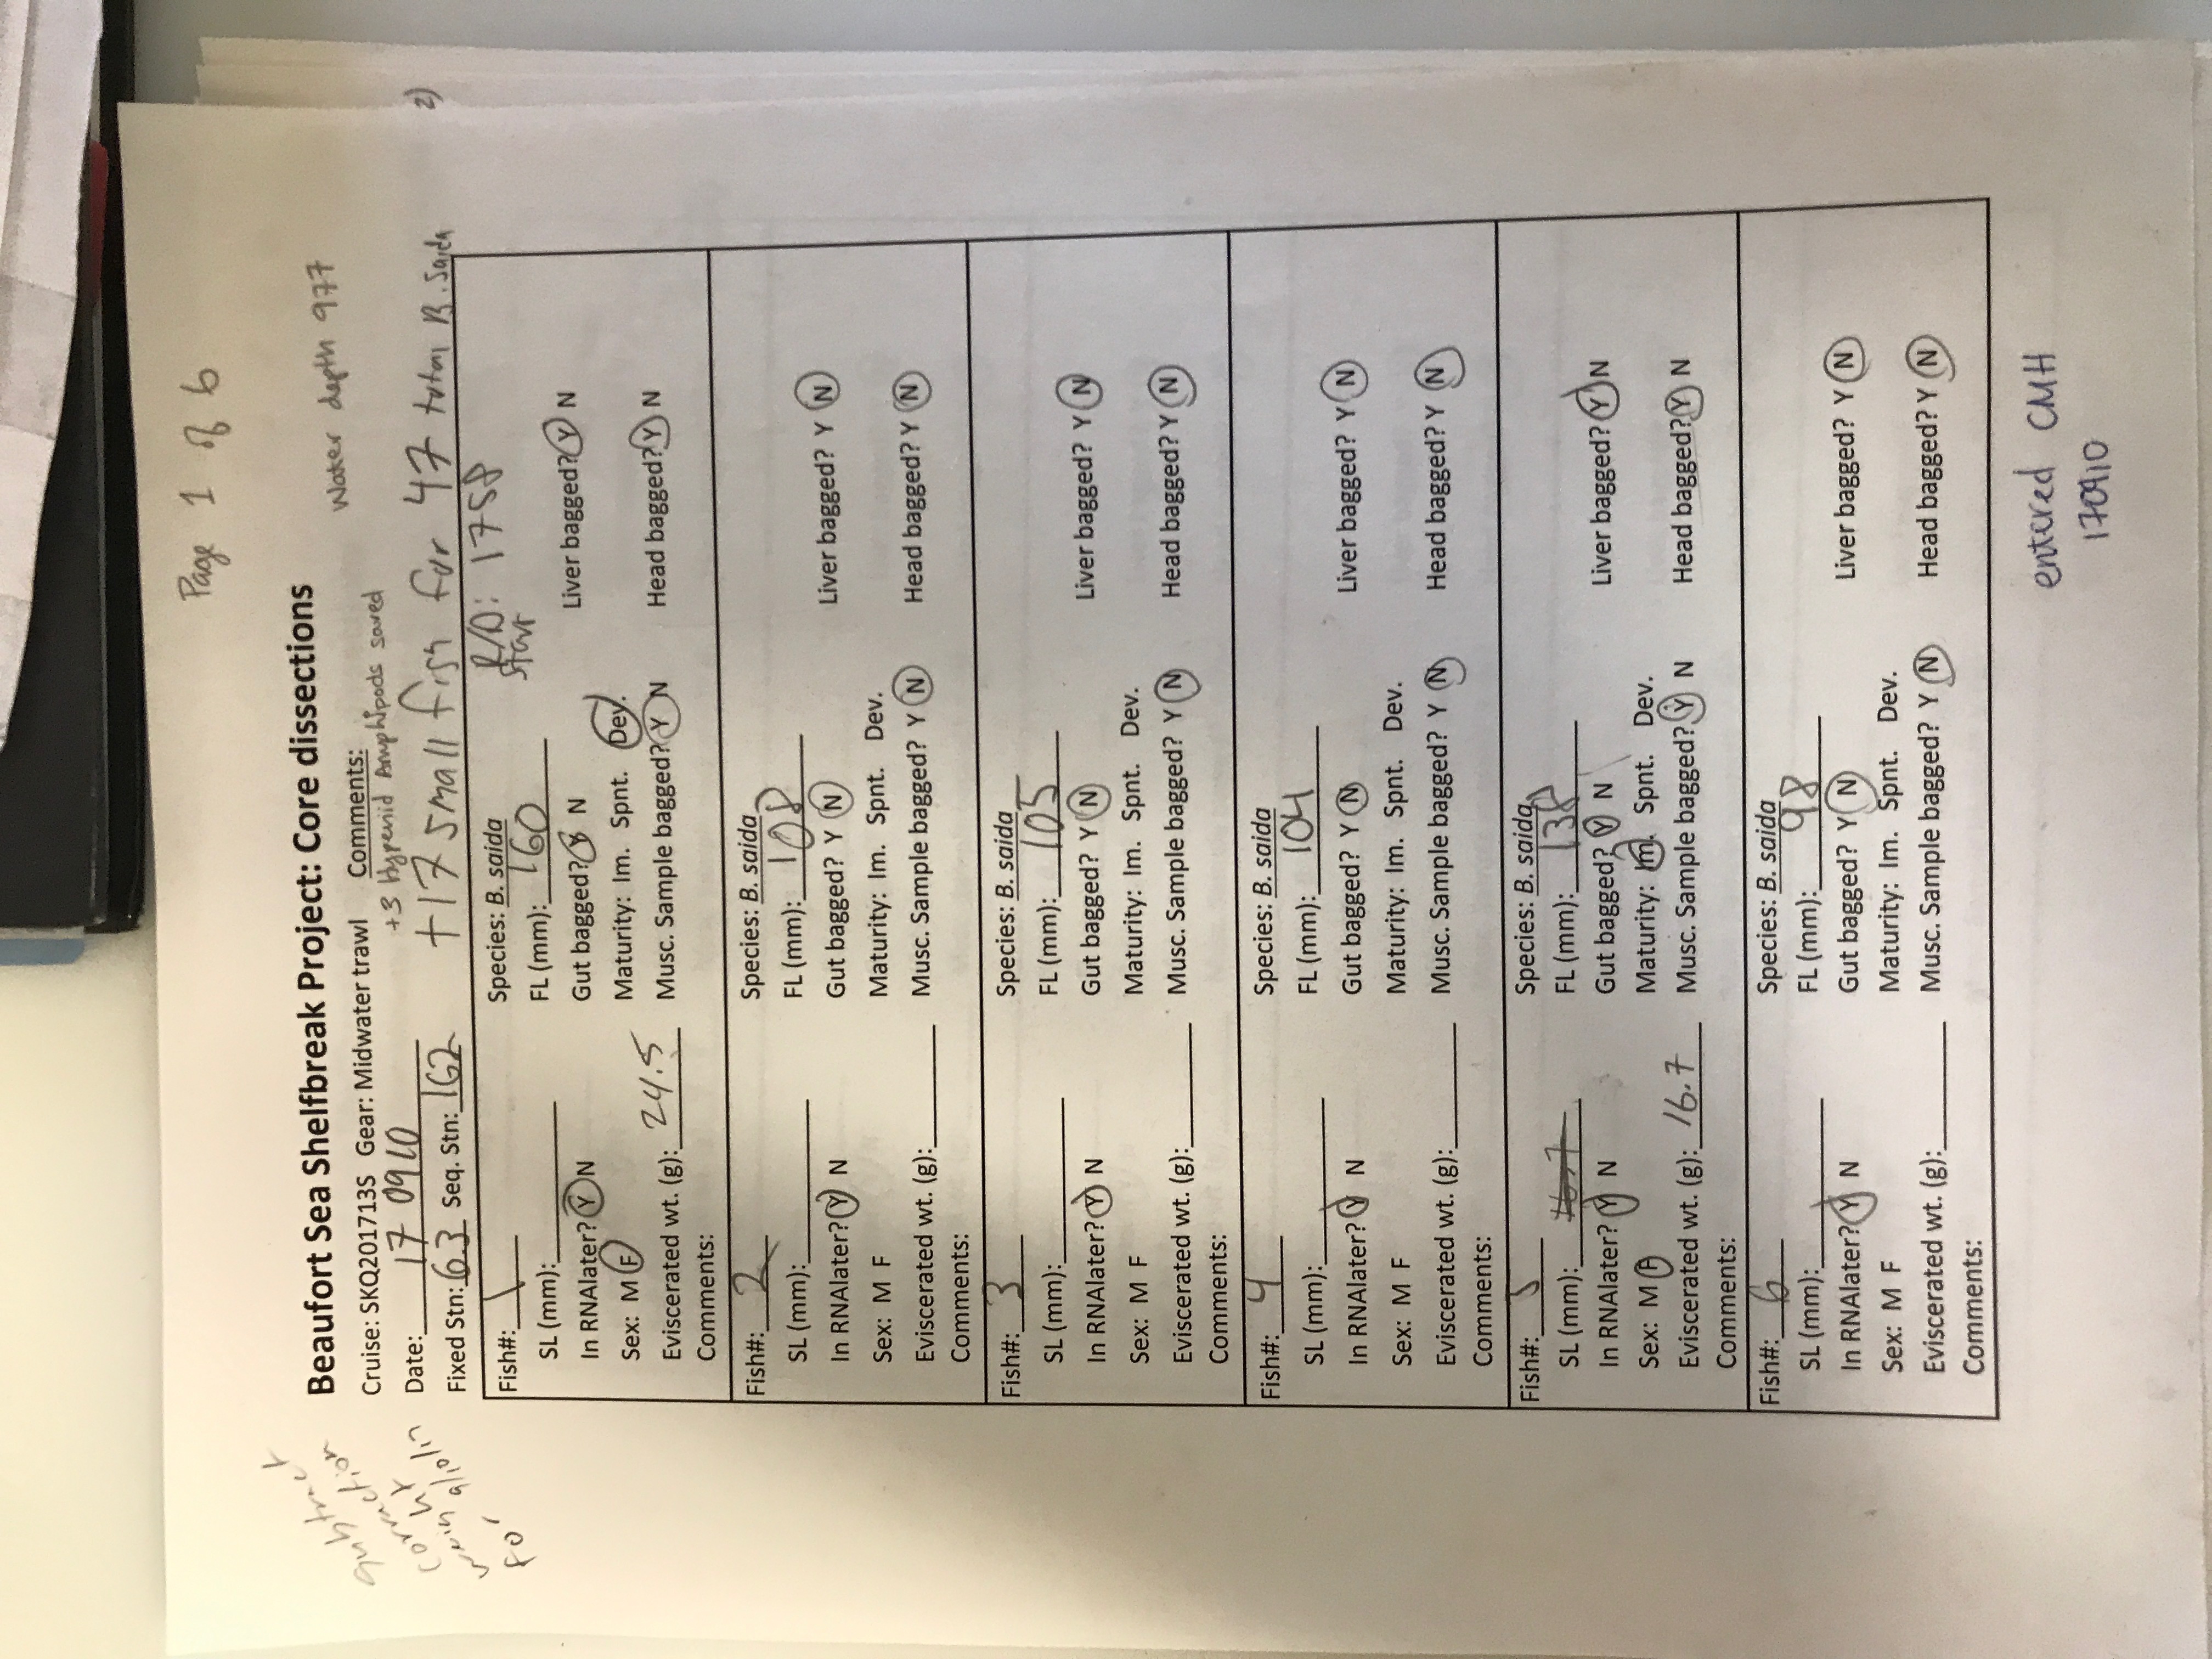 Page 1 of 6
Water depth 977
Beaufort Sea Shelfbreak Project: Core dissections
Cruise: SKQ201713S Gear: Midwater trawl Comments:
+3 Hyperiid Amphipods saved
Date: 17 0910
Fixed Stn: 63 Seq. Stn: 162 +17 small fish for 47 total B. saida
subtract
correction
weight
for 9/10/17
2)
R/D: 1758
start
Fish#: 1 Species: B. saida
SL (mm): FL (mm): 160
In RNAlater? Y N Gut bagged? Y N Liver bagged? Y N
Sex: M F Maturity: Im. Spnt. Dev.
Eviscerated wt. (g): 24.5 Musc. Sample bagged? Y N Head bagged? Y N
Comments:
Fish#: 2 Species: B. saida
SL (mm): FL (mm): 108
In RNAlater? Y N Gut bagged? Y N Liver bagged? Y N
Sex: M F Maturity: Im. Spnt. Dev.
Eviscerated wt. (g): Musc. Sample bagged? Y N Head bagged? Y N
Comments:
Fish#: 3 Species: B. saida
SL (mm): FL (mm): 105
In RNAlater? Y N Gut bagged? Y N Liver bagged? Y N
Sex: M F Maturity: Im. Spnt. Dev.
Eviscerated wt. (g): Musc. Sample bagged? Y N Head bagged? Y N
Comments:
Fish#: 4 Species: B. saida
SL (mm): FL (mm): 104
In RNAlater? Y N Gut bagged? Y N Liver bagged? Y N
Sex: M F Maturity: Im. Spnt. Dev.
Eviscerated wt. (g): Musc. Sample bagged? Y N Head bagged? Y N
Comments:
Fish#: 5 Species: B. saida
SL (mm): 16.7 FL (mm): 138
In RNAlater? Y N Gut bagged? Y N Liver bagged? Y N
Sex: M F Maturity: Im. Spnt. Dev.
Eviscerated wt. (g): 16.7 Musc. Sample bagged? Y N Head bagged? Y N
Comments:
Fish#: 6 Species: B. saida
SL (mm): FL (mm): 98
In RNAlater? Y N Gut bagged? Y N Liver bagged? Y N
Sex: M F Maturity: Im. Spnt. Dev.
Eviscerated wt. (g): Musc. Sample bagged? Y N Head bagged? Y N
Comments:
entered CMH
170910